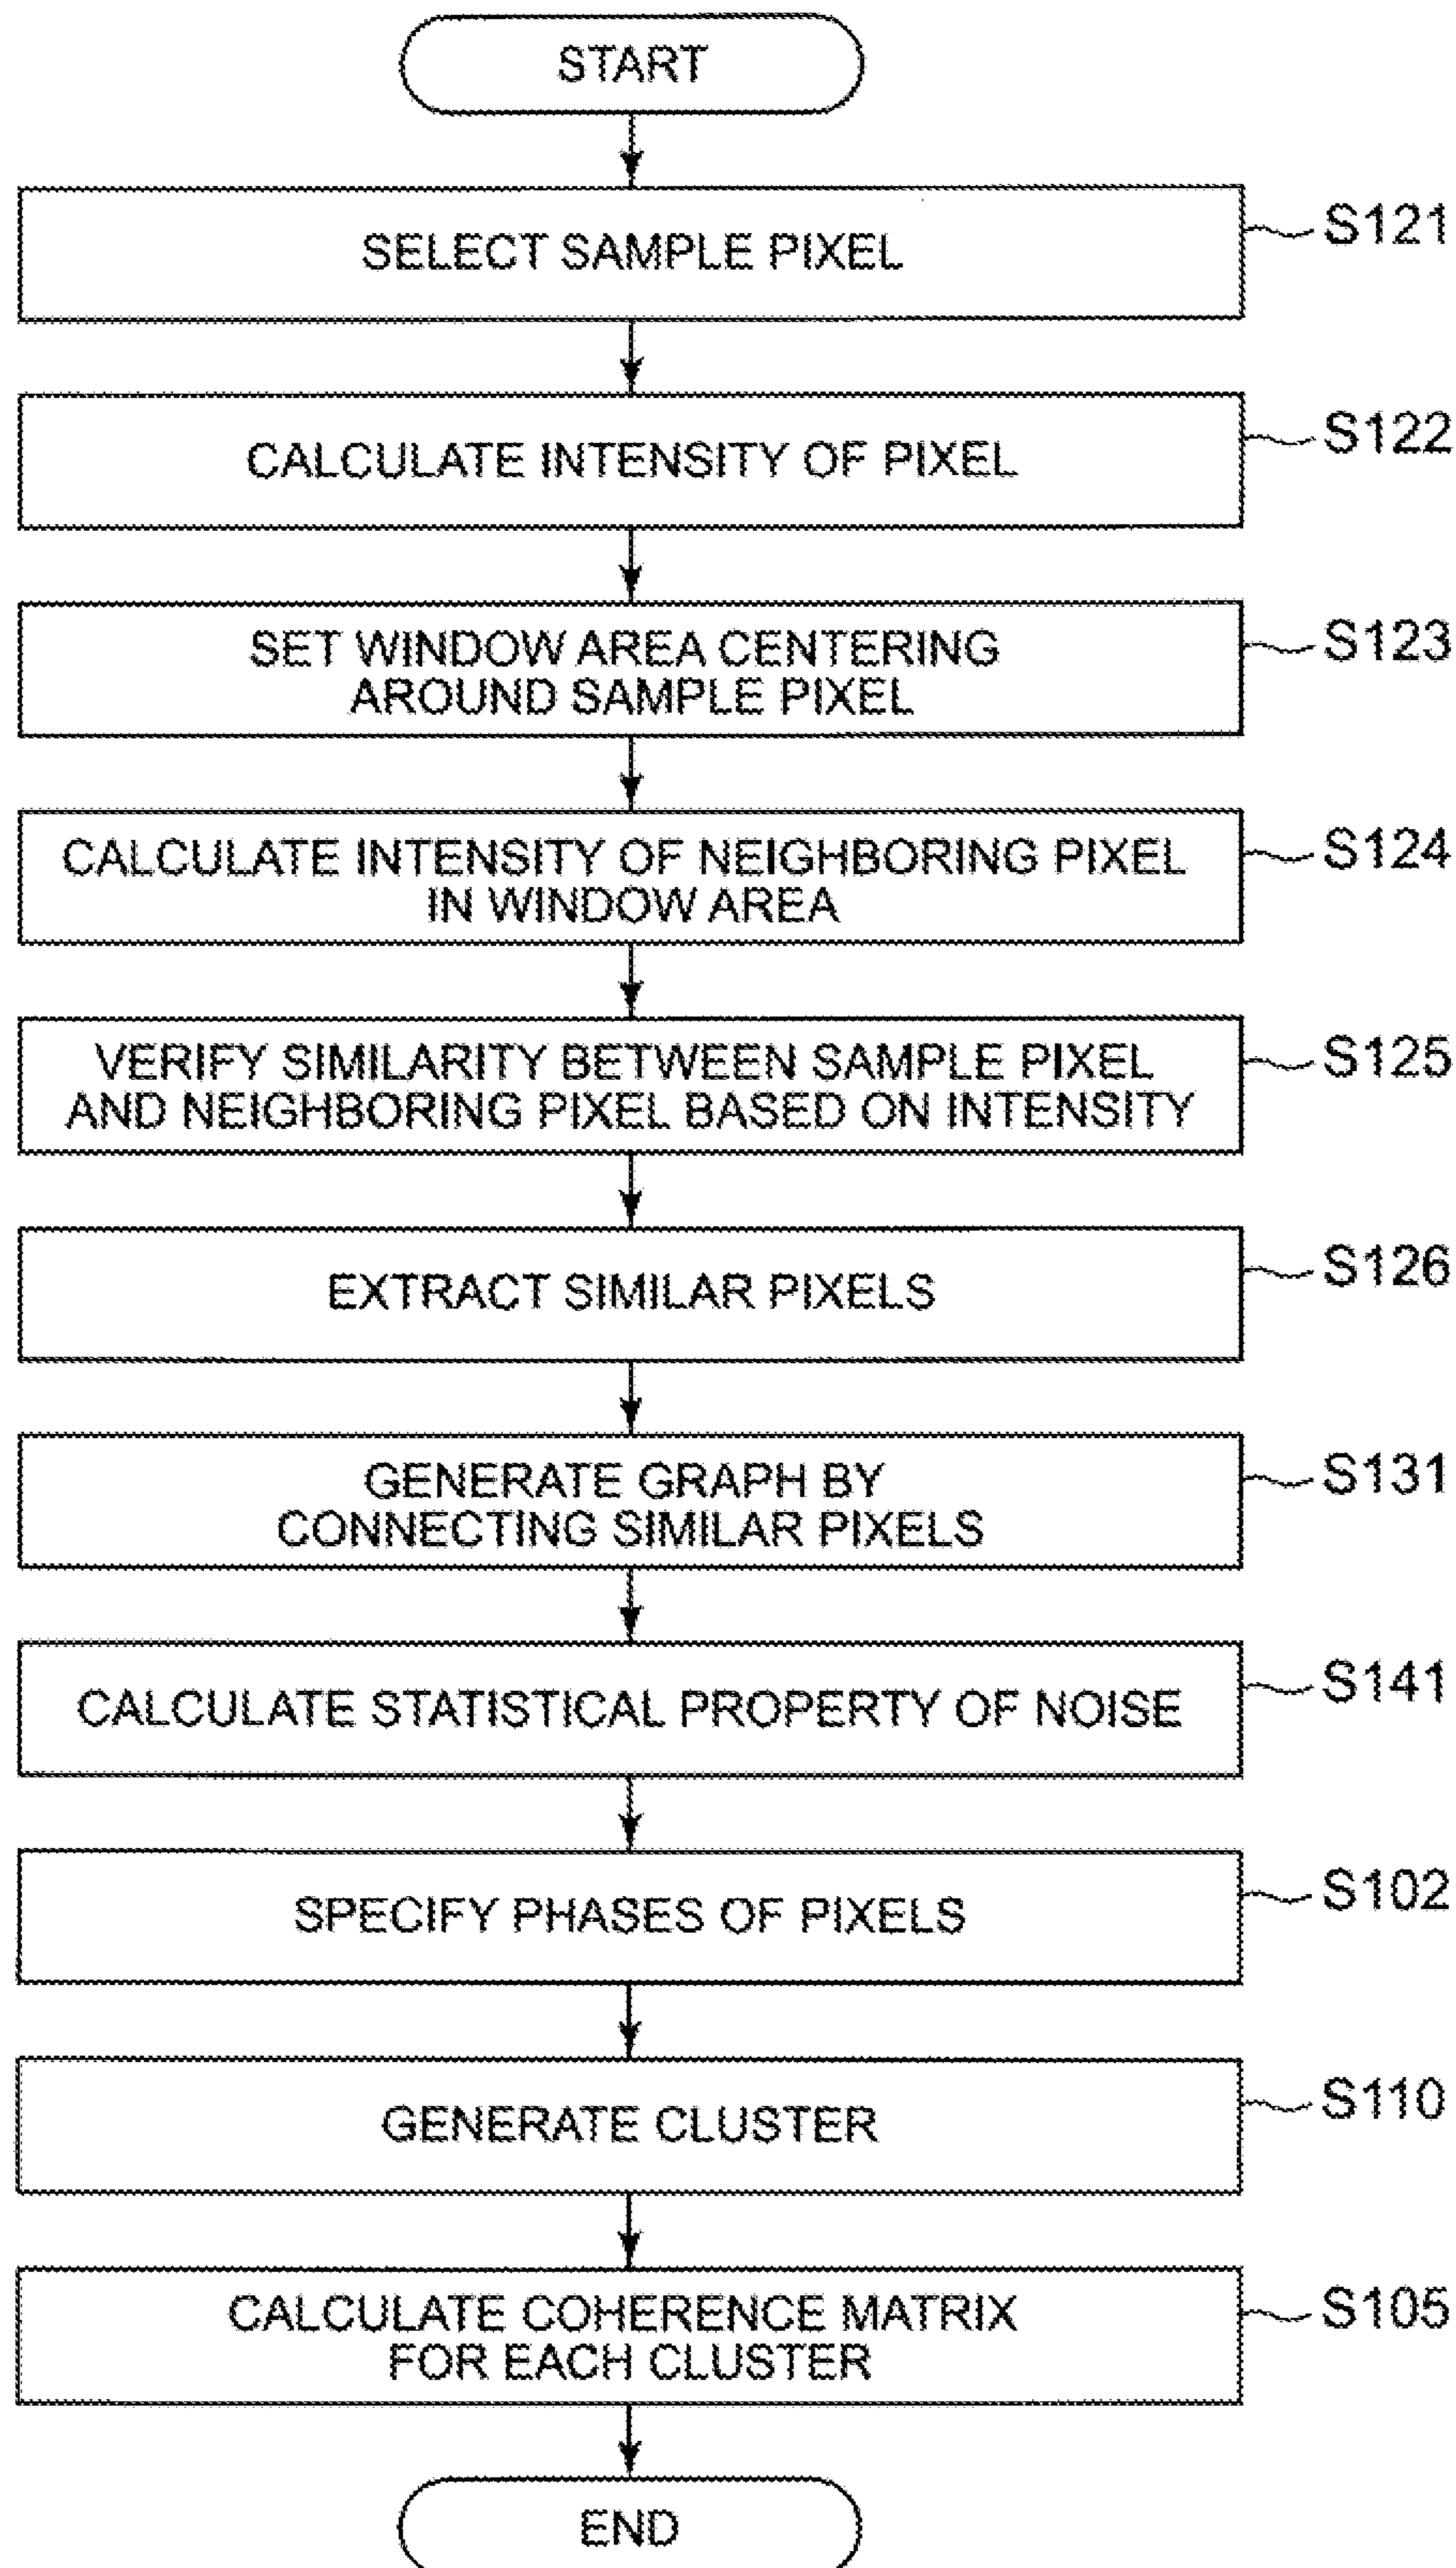 START
SELECT SAMPLE PIXEL
S121
CALCULATE INTENSITY OF PIXEL
S122
SET WINDOW AREA CENTERING
AROUND SAMPLE PIXEL
S123
CALCULATE INTENSITY OF NEIGHBORING PIXEL
IN WINDOW AREA
S124
VERIFY SIMILARITY BETWEEN SAMPLE PIXEL
AND NEIGHBORING PIXEL BASED ON INTENSITY
S125
EXTRACT SIMILAR PIXELS
S126
GENERATE GRAPH BY
CONNECTING SIMILAR PIXELS
S131
CALCULATE STATISTICAL PROPERTY OF NOISE
S141
SPECIFY PHASES OF PIXELS
S102
GENERATE CLUSTER
S110
CALCULATE COHERENCE MATRIX
FOR EACH CLUSTER
S105
END